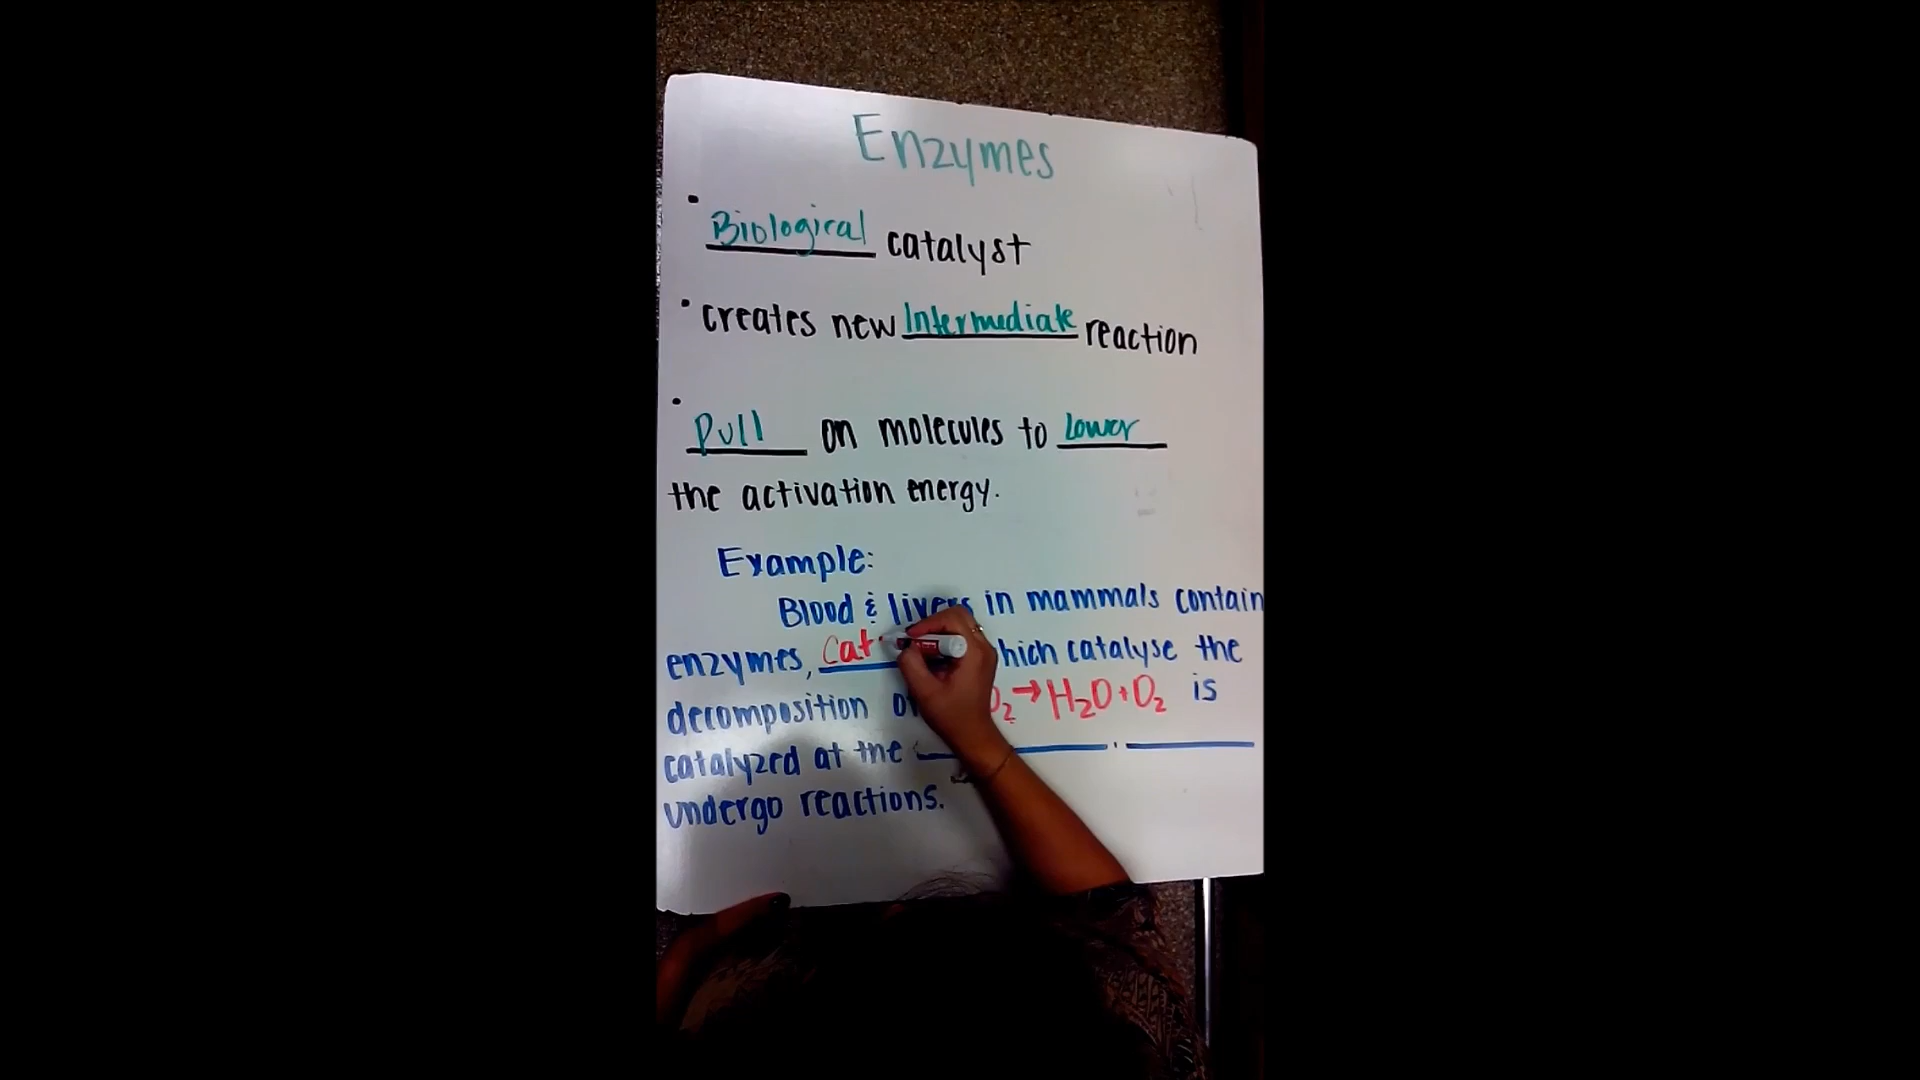 Enzymes
• Biological catalyst
• creates new Intermediate reaction
• Pull on molecules to Lower
the activation energy.
Example:
Blood & livers in mammals contain
enzymes, Cat hich catalyse the
decomposition O2 → H2O + O2 is
catalyzed at the
undergo reactions.